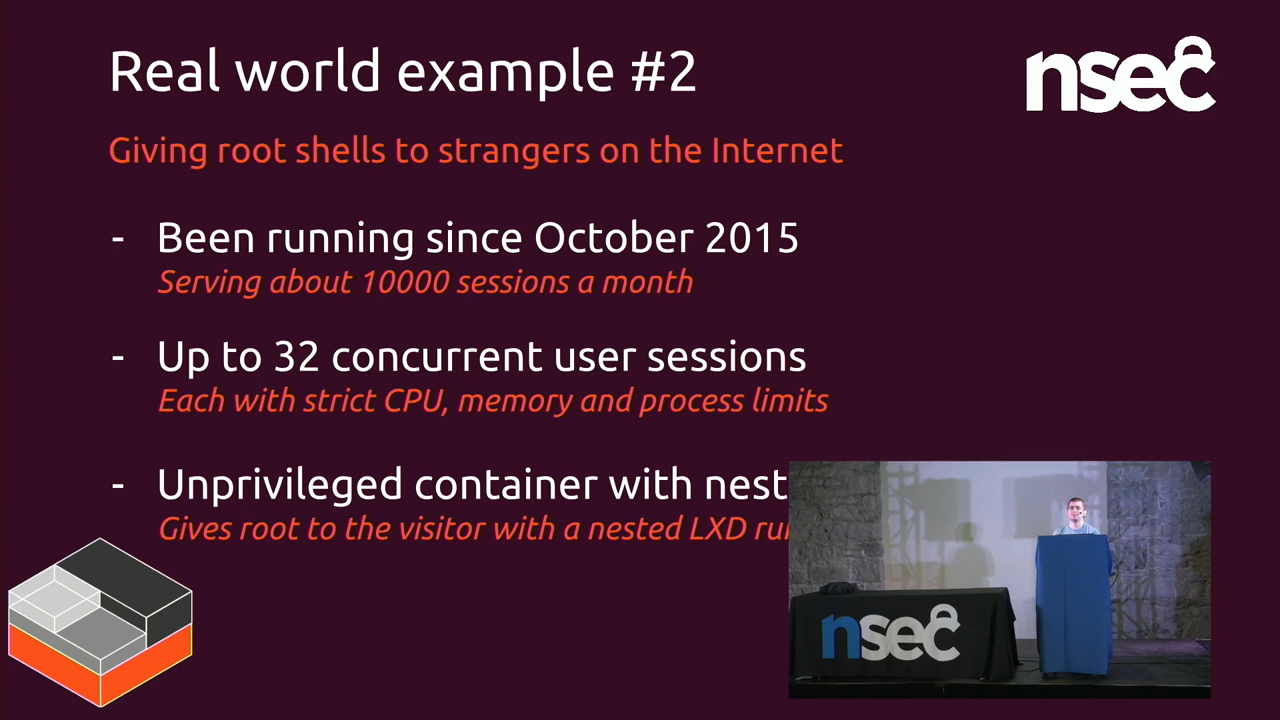 Real world example #2
nsec
Giving root shells to strangers on the Internet
- Been running since October 2015
Serving about 10000 sessions a month
- Up to 32 concurrent user sessions
Each with strict CPU, memory and process limits
- Unprivileged container with nest
Gives root to the visitor with a nested LXD
nsec